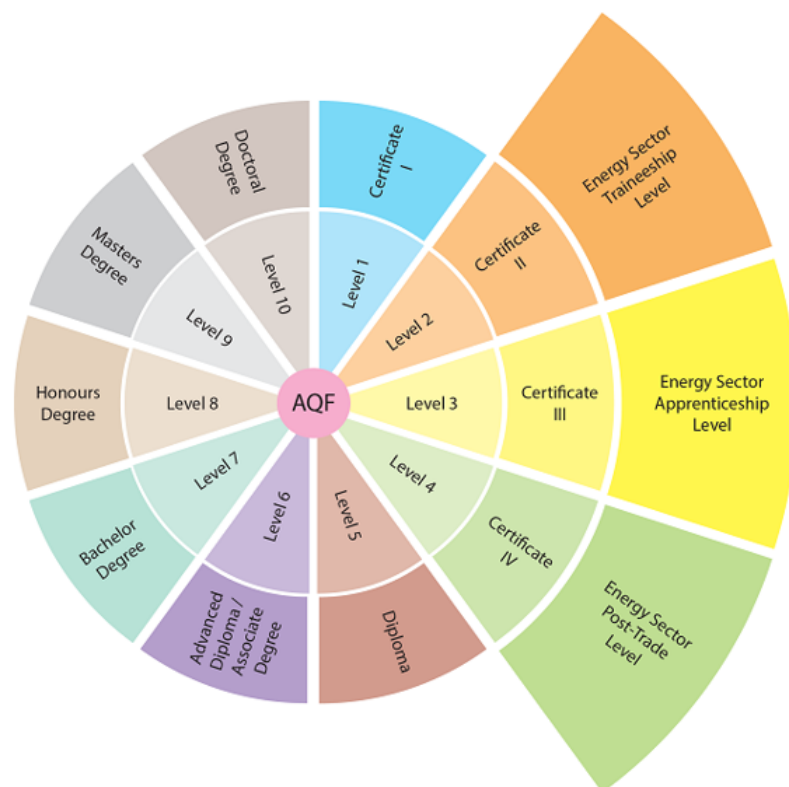 AQF
Level 1
Certificate
I
Level 2
Certificate
II
Energy Sector
Traineeship
Level
Level 3
Certificate
III
Energy Sector
Apprenticeship
Level
Level 4
Certificate
IV
Energy Sector
Post-Trade
Level
Level 5
Diploma
Level 6
Advanced
Diploma /
Associate
Degree
Level 7
Bachelor
Degree
Level 8
Honours
Degree
Level 9
Masters
Degree
Level 10
Doctoral
Degree